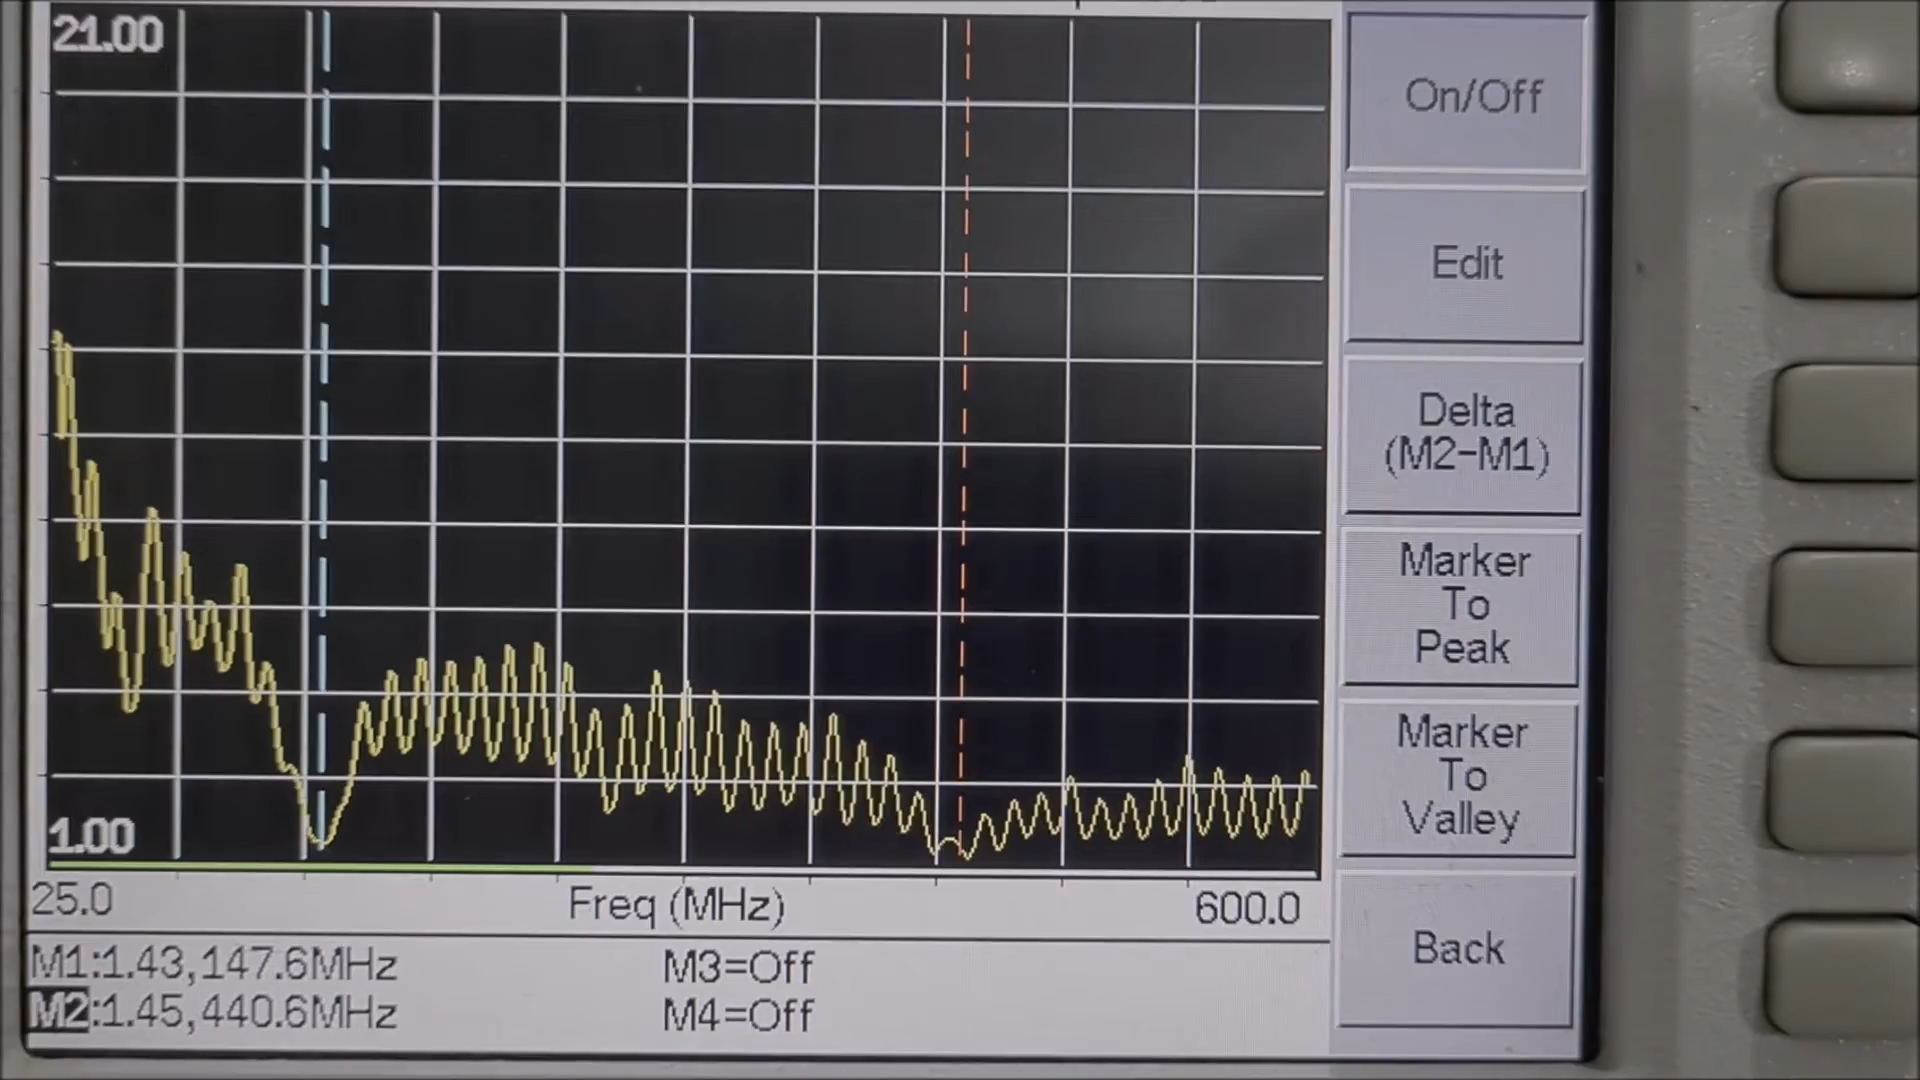 21.00
1.00
25.0
Freq (MHz)
600.0
M1:1.43,147.6MHz
M2:1.45,440.6MHz
M3=Off
M4=Off
On/Off
Edit
Delta
(M2-M1)
Marker
To
Peak
Marker
To
Valley
Back